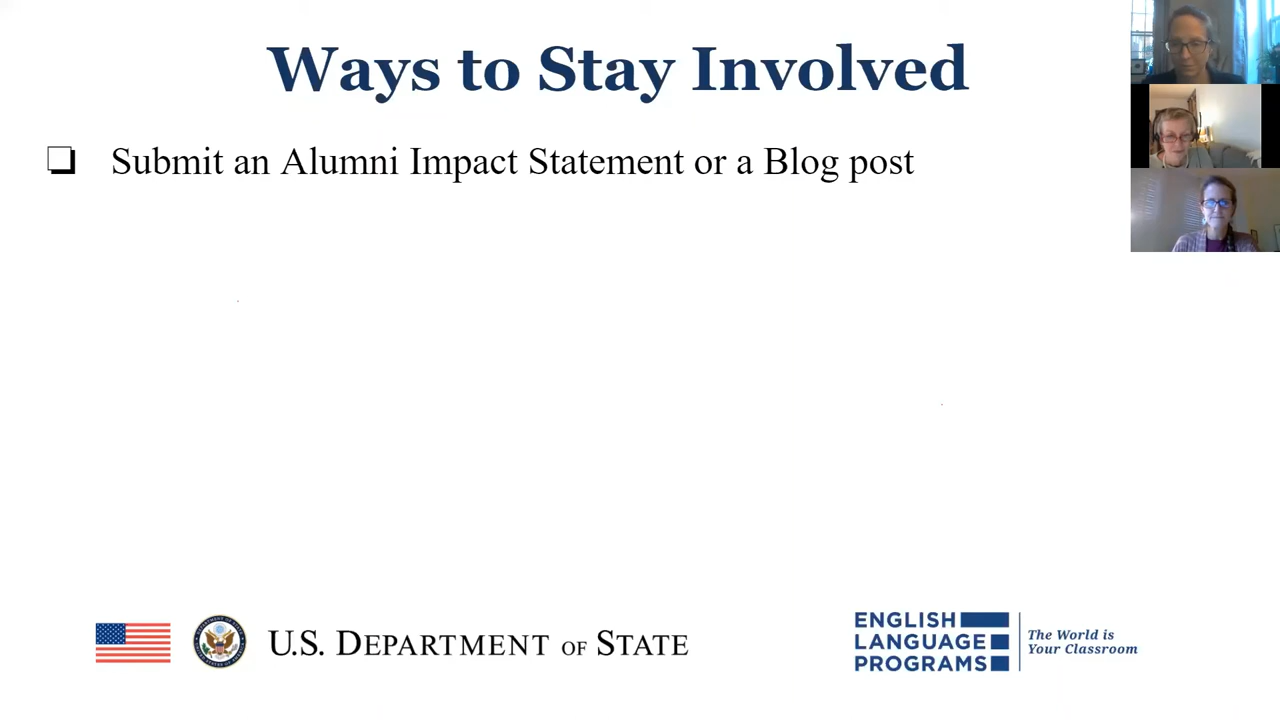 Ways to Stay Involved
❏ Submit an Alumni Impact Statement or a Blog post
U.S. DEPARTMENT OF STATE
ENGLISH
LANGUAGE
PROGRAMS
The World is
Your Classroom